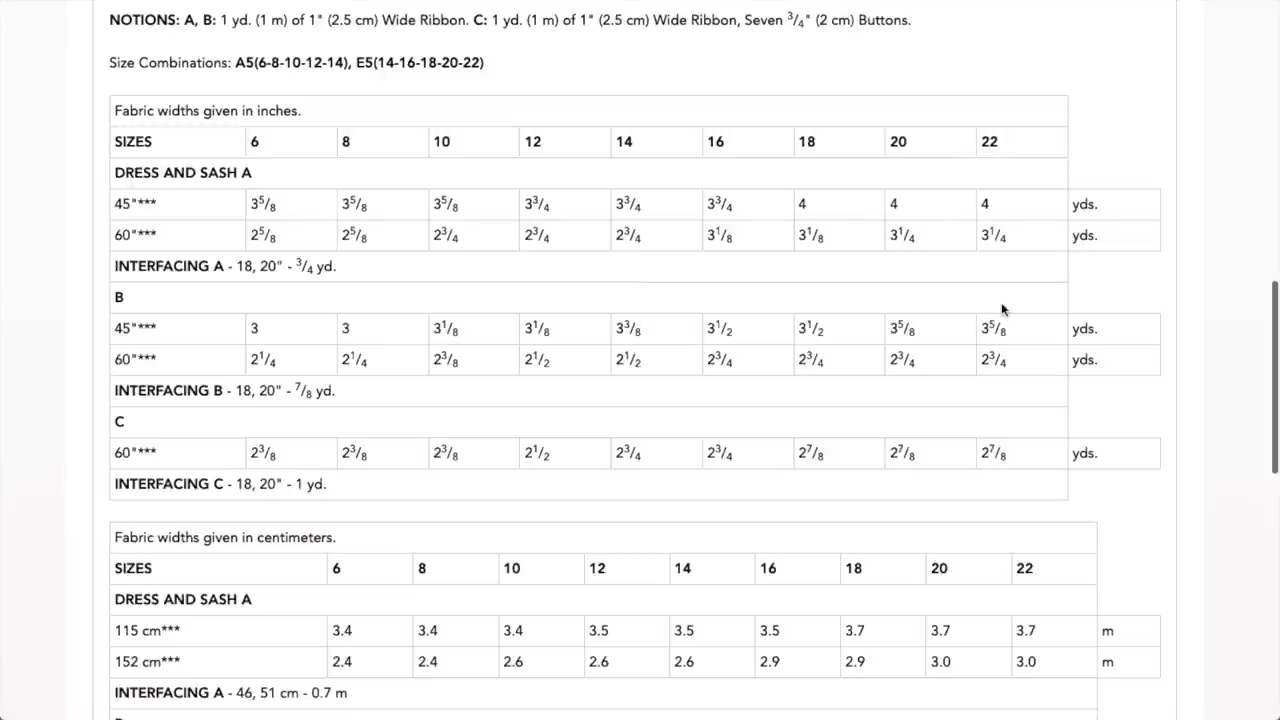 NOTIONS: A, B: 1 yd. (1 m) of 1" (2.5 cm) Wide Ribbon. C: 1 yd. (1 m) of 1" (2.5 cm) Wide Ribbon, Seven 3/4" (2 cm) Buttons.
Size Combinations: A5(6-8-10-12-14), E5(14-16-18-20-22)
Fabric widths given in inches.
SIZES 6 8 10 12 14 16 18 20 22
DRESS AND SASH A
45"*** 3 5/8 3 5/8 3 5/8 3 3/4 3 3/4 3 3/4 4 4 4 yds.
60"*** 2 5/8 2 5/8 2 3/4 2 3/4 2 3/4 3 1/8 3 1/8 3 1/4 3 1/4 yds.
INTERFACING A - 18, 20" - 3/4 yd.
B
45"*** 3 3 3 1/8 3 1/8 3 3/8 3 1/2 3 1/2 3 5/8 3 5/8 yds.
60"*** 2 1/4 2 1/4 2 3/8 2 1/2 2 1/2 2 3/4 2 3/4 2 3/4 2 3/4 yds.
INTERFACING B - 18, 20" - 7/8 yd.
C
60"*** 2 3/8 2 3/8 2 3/8 2 1/2 2 3/4 2 3/4 2 7/8 2 7/8 2 7/8 yds.
INTERFACING C - 18, 20" - 1 yd.
Fabric widths given in centimeters.
SIZES 6 8 10 12 14 16 18 20 22
DRESS AND SASH A
115 cm*** 3.4 3.4 3.4 3.5 3.5 3.5 3.7 3.7 3.7 m
152 cm*** 2.4 2.4 2.6 2.6 2.6 2.9 2.9 3.0 3.0 m
INTERFACING A - 46, 51 cm - 0.7 m